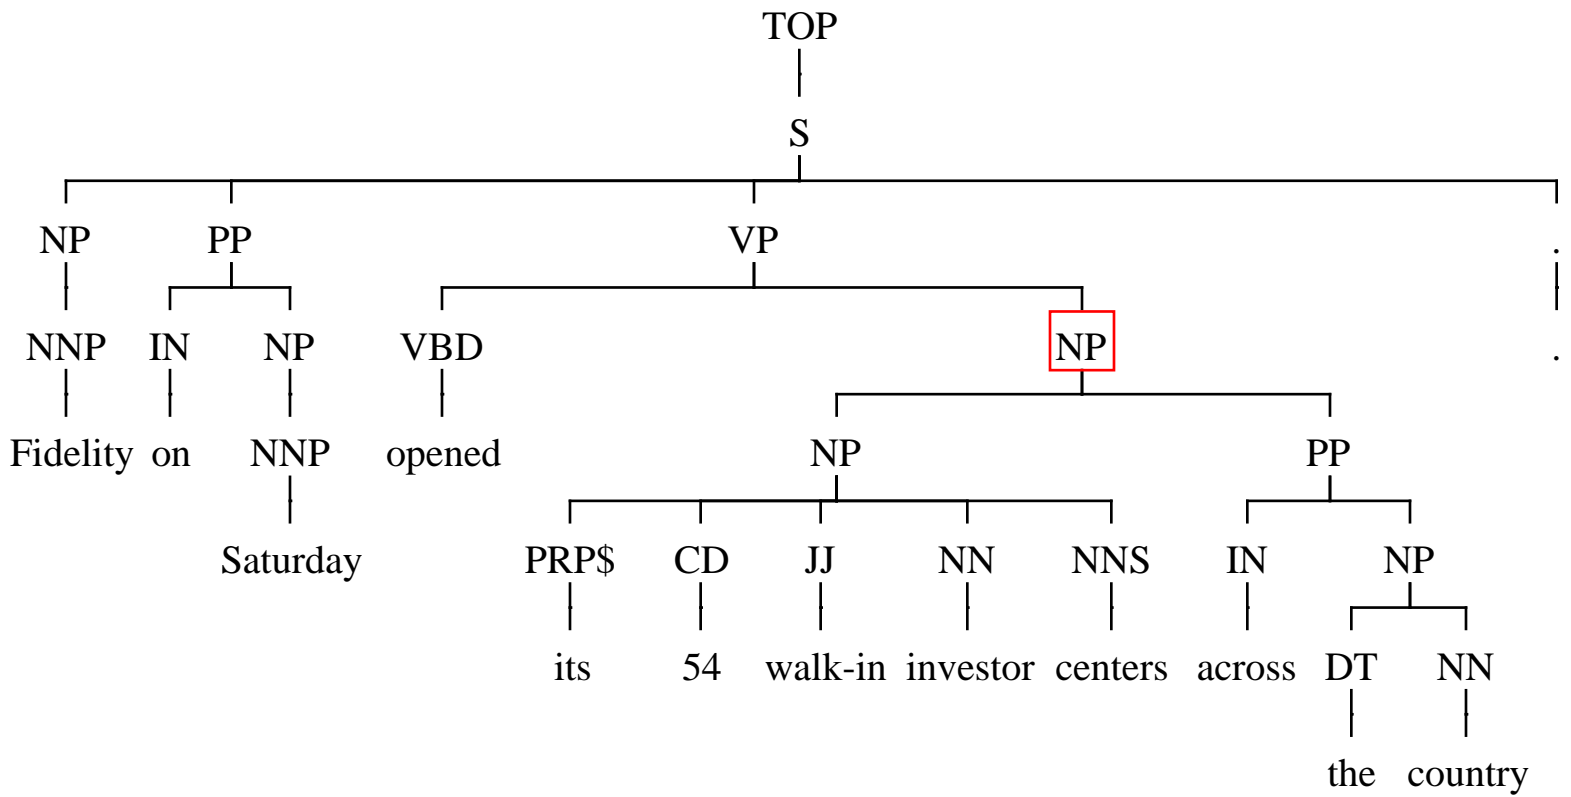 TOP
S
NP PP VP .
NNP IN NP VBD NP .
Fidelity on NNP opened NP PP
Saturday PRP$ CD JJ NN NNS IN NP
its 54 walk-in investor centers across DT NN
the country